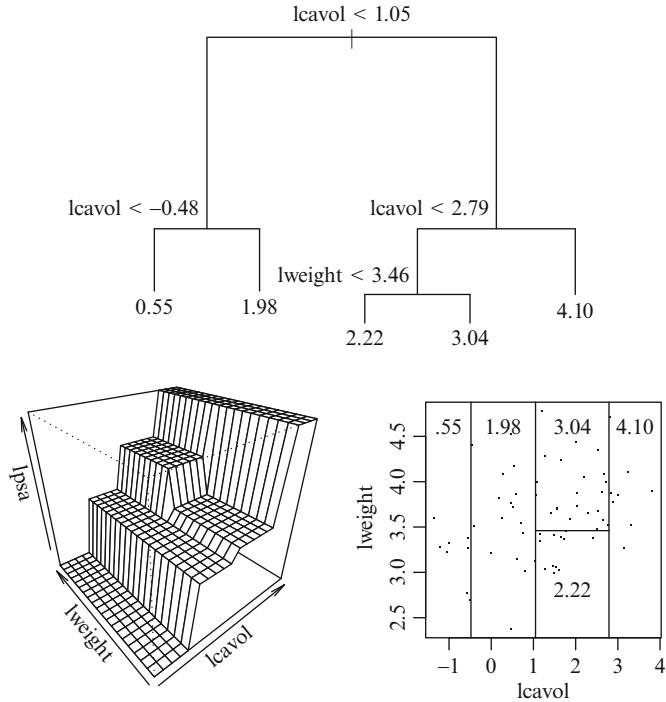 lcavol < 1.05
lcavol < −0.48
lcavol < 2.79
lweight < 3.46
0.55
1.98
2.22
3.04
4.10
lpsa
lweight
lcavol
.55
1.98
3.04
4.10
2.22
lweight
4.5
4.0
3.5
3.0
2.5
−1
0
1
2
3
4
lcavol